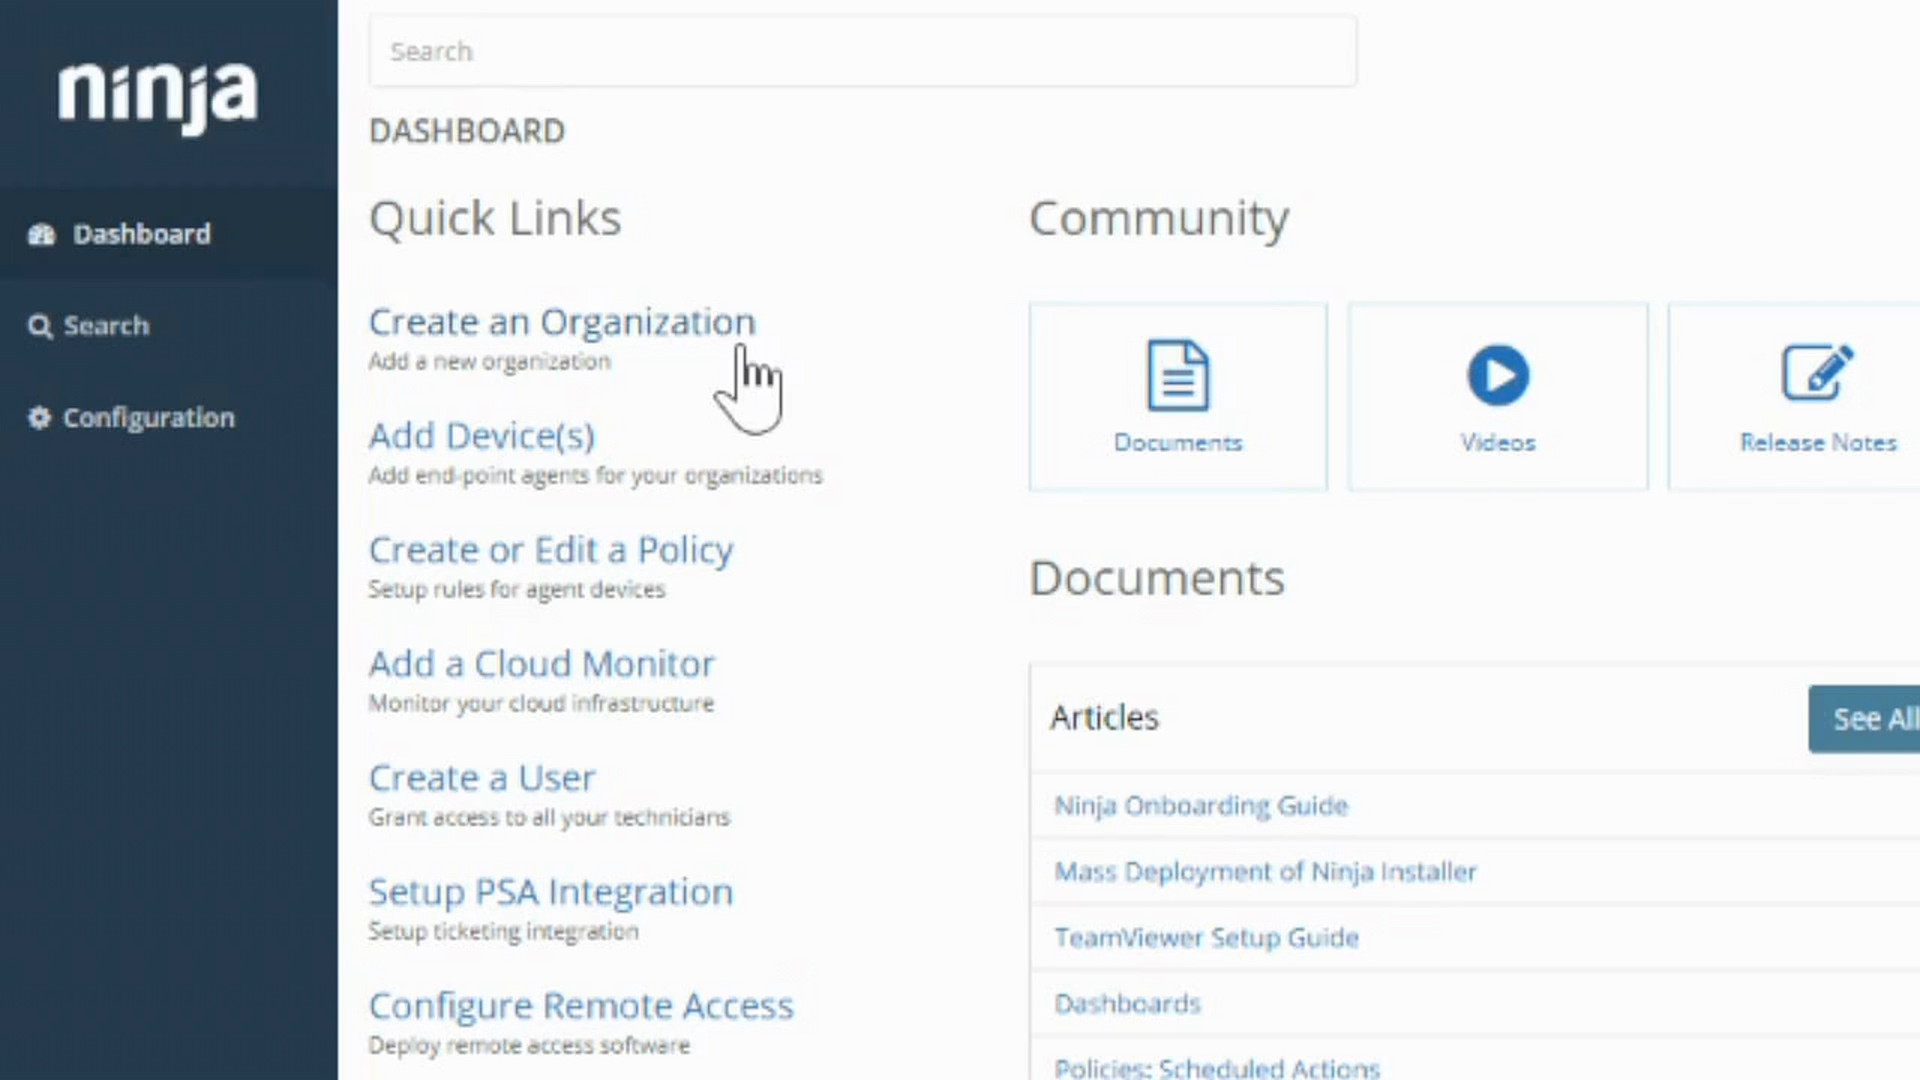 ninja
Dashboard
Search
Configuration
Search
DASHBOARD
Quick Links
Create an Organization
Add a new organization
Add Device(s)
Add end-point agents for your organizations
Create or Edit a Policy
Setup rules for agent devices
Add a Cloud Monitor
Monitor your cloud infrastructure
Create a User
Grant access to all your technicians
Setup PSA Integration
Setup ticketing integration
Configure Remote Access
Deploy remote access software
Community
Documents
Videos
Release Notes
Documents
Articles
See All
Ninja Onboarding Guide
Mass Deployment of Ninja Installer
TeamViewer Setup Guide
Dashboards
Policies: Scheduled Actions